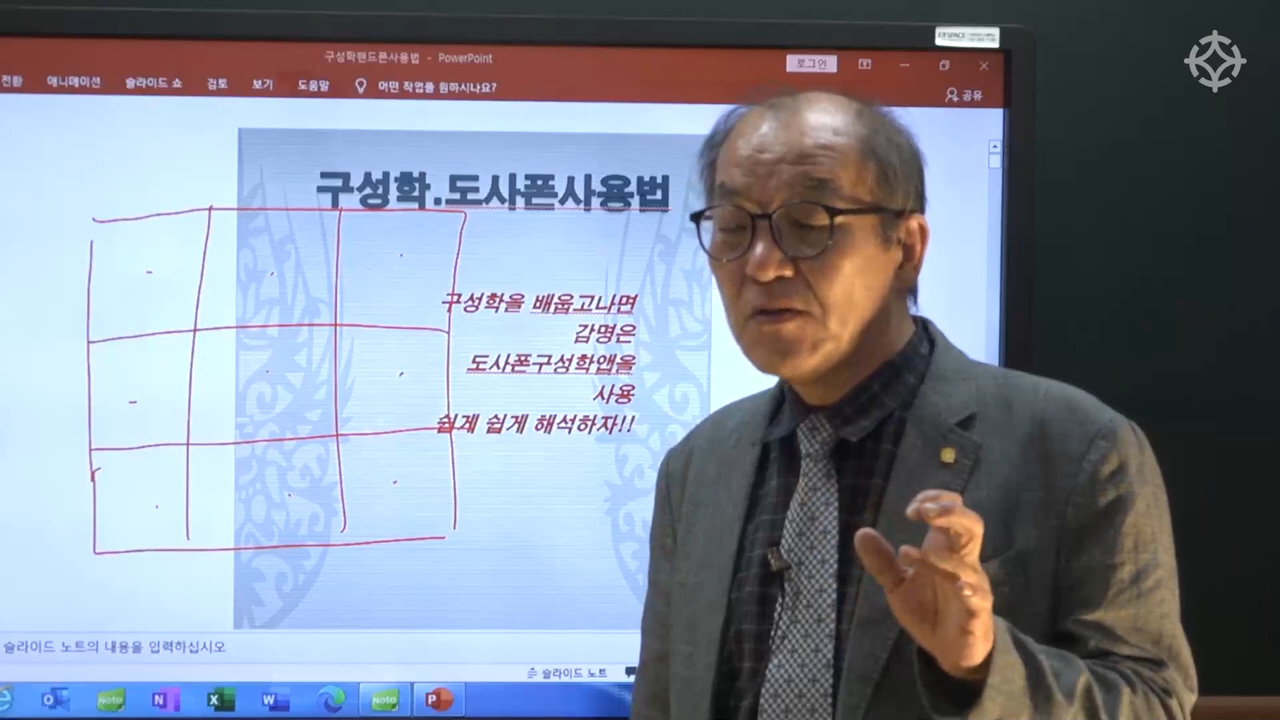 구성학핸드폰사용법 - PowerPoint
로그인
전환 애니메이션 슬라이드 쇼 검토 보기 도움말 어떤 작업을 원하시나요?
공유
구성학.도사폰사용법
구성학을 배웁고나면
감명은
도사폰구성학앱을
사용
쉽게 쉽게 해석하자!!
슬라이드 노트의 내용을 입력하십시오
슬라이드 노트